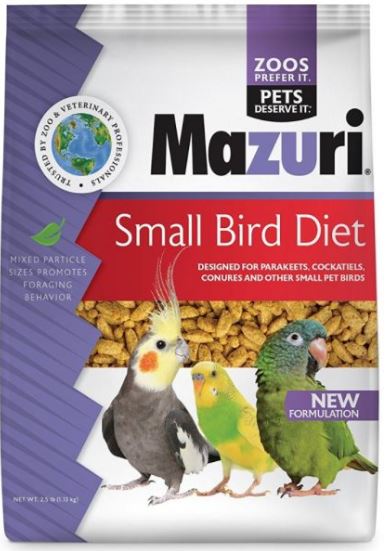 ZOOS
PREFER IT.
PETS
DESERVE IT.™
Mazuri®
TRUSTED BY ZOO & VETERINARY PROFESSIONALS
Small Bird Diet
DESIGNED FOR PARAKEETS, COCKATIELS,
CONURES AND OTHER SMALL PET BIRDS
MIXED PARTICLE
SIZES PROMOTES
FORAGING
BEHAVIOR
NEW
FORMULATION
NET WT. 2.5 lb (1.13 kg)